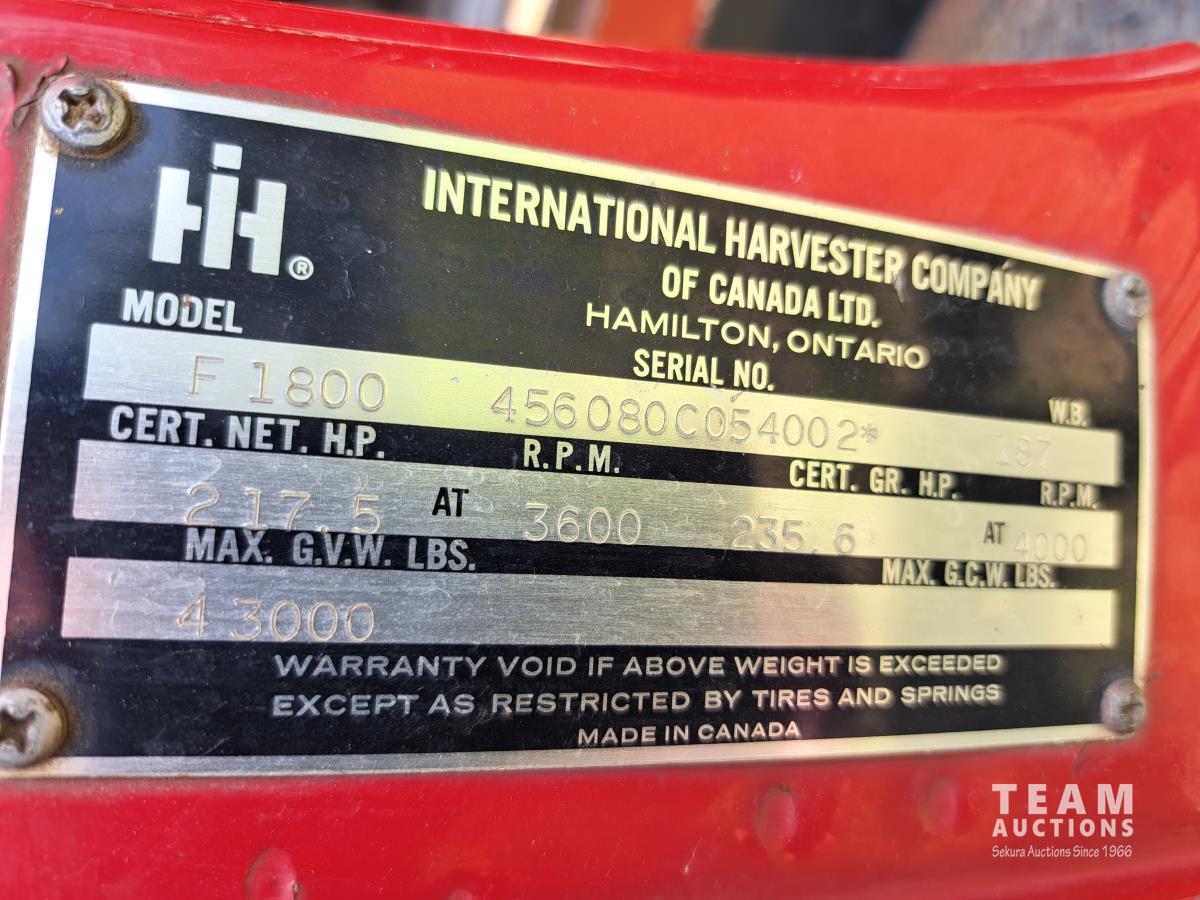 IH®
INTERNATIONAL HARVESTER COMPANY
OF CANADA LTD.
HAMILTON, ONTARIO
MODEL SERIAL NO. W.B.
F 1800 456080C054002* 187
CERT. NET. H.P. R.P.M. CERT. GR. H.P. R.P.M.
217.5 AT 3600 235.6 AT 4000
MAX. G.V.W. LBS. MAX. G.C.W. LBS.
43000
WARRANTY VOID IF ABOVE WEIGHT IS EXCEEDED
EXCEPT AS RESTRICTED BY TIRES AND SPRINGS
MADE IN CANADA
TEAM
AUCTIONS
Sekura Auctions Since 1966